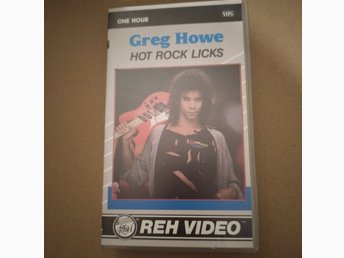 ONE HOUR
VHS
Greg Howe
HOT ROCK LICKS
REH VIDEO